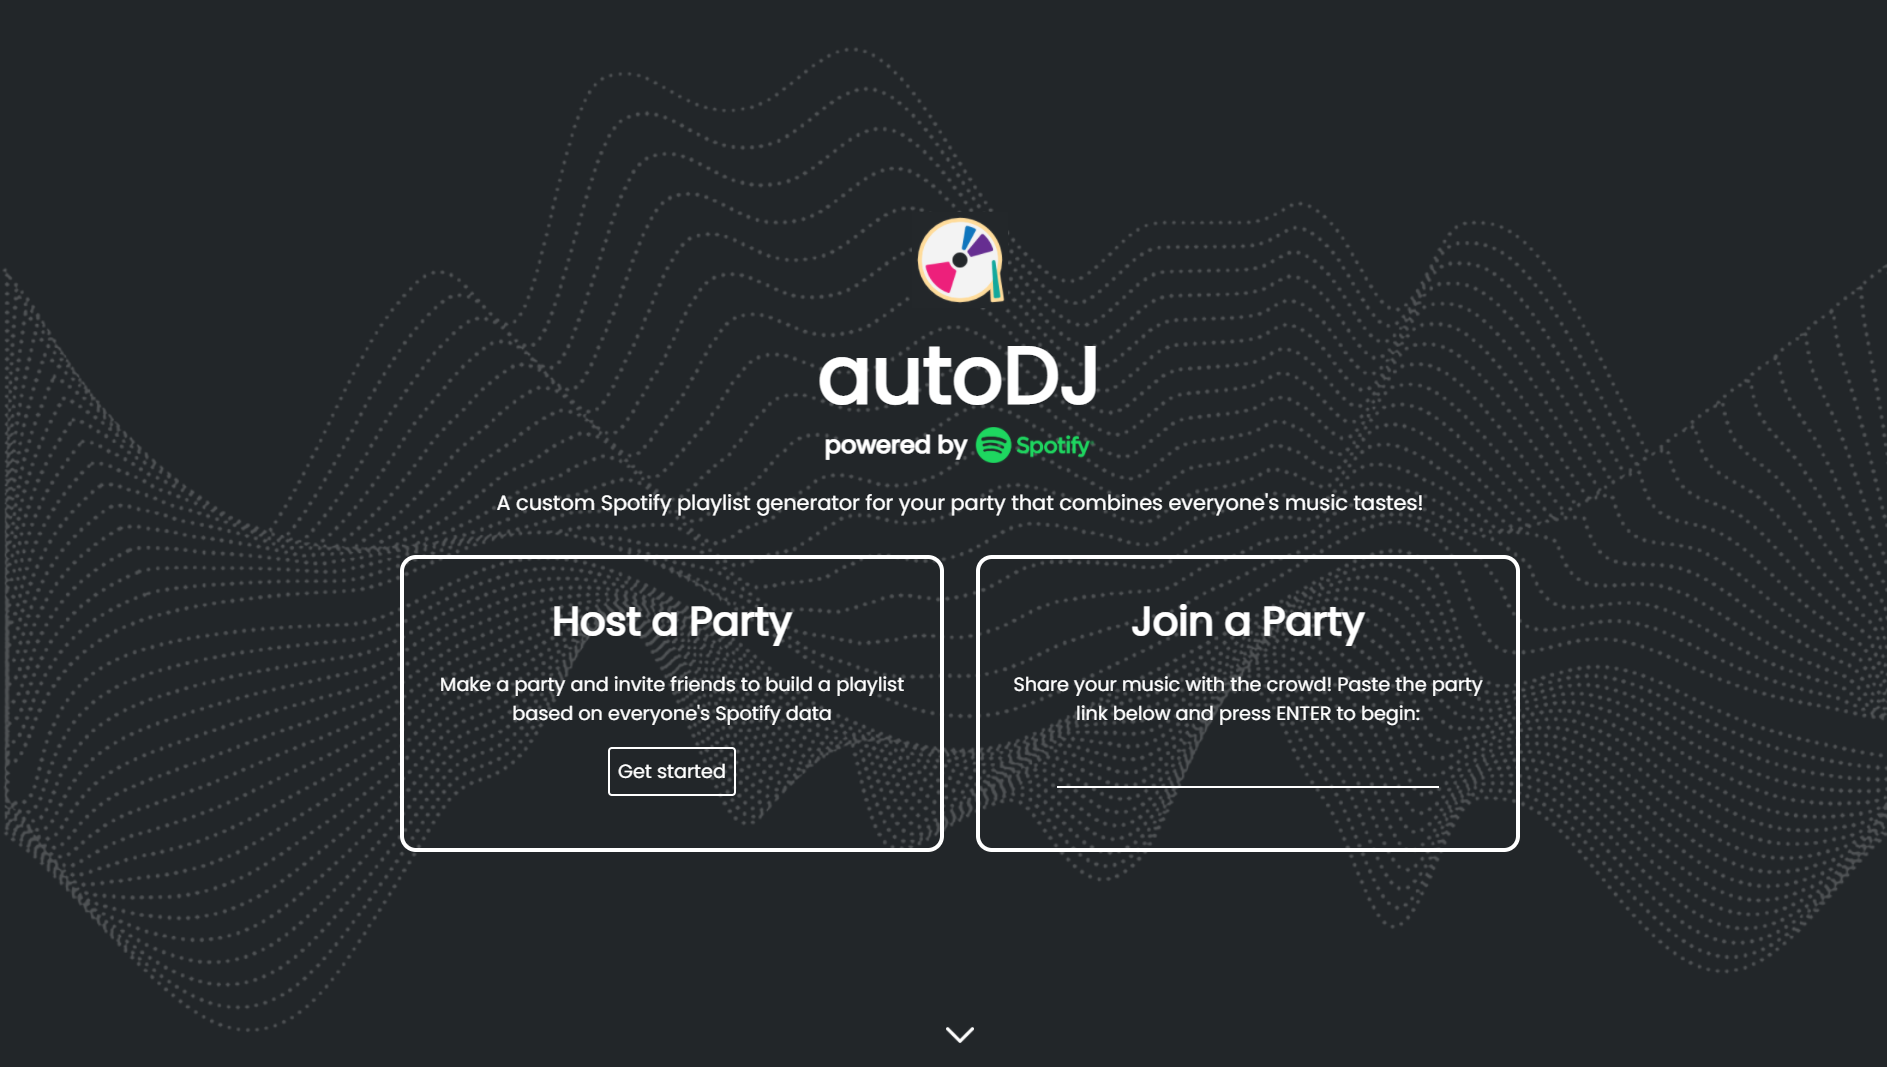 autoDJ
powered by Spotify
A custom Spotify playlist generator for your party that combines everyone's music tastes!
Host a Party
Make a party and invite friends to build a playlist
based on everyone's Spotify data
Get started
Join a Party
Share your music with the crowd! Paste the party
link below and press ENTER to begin: